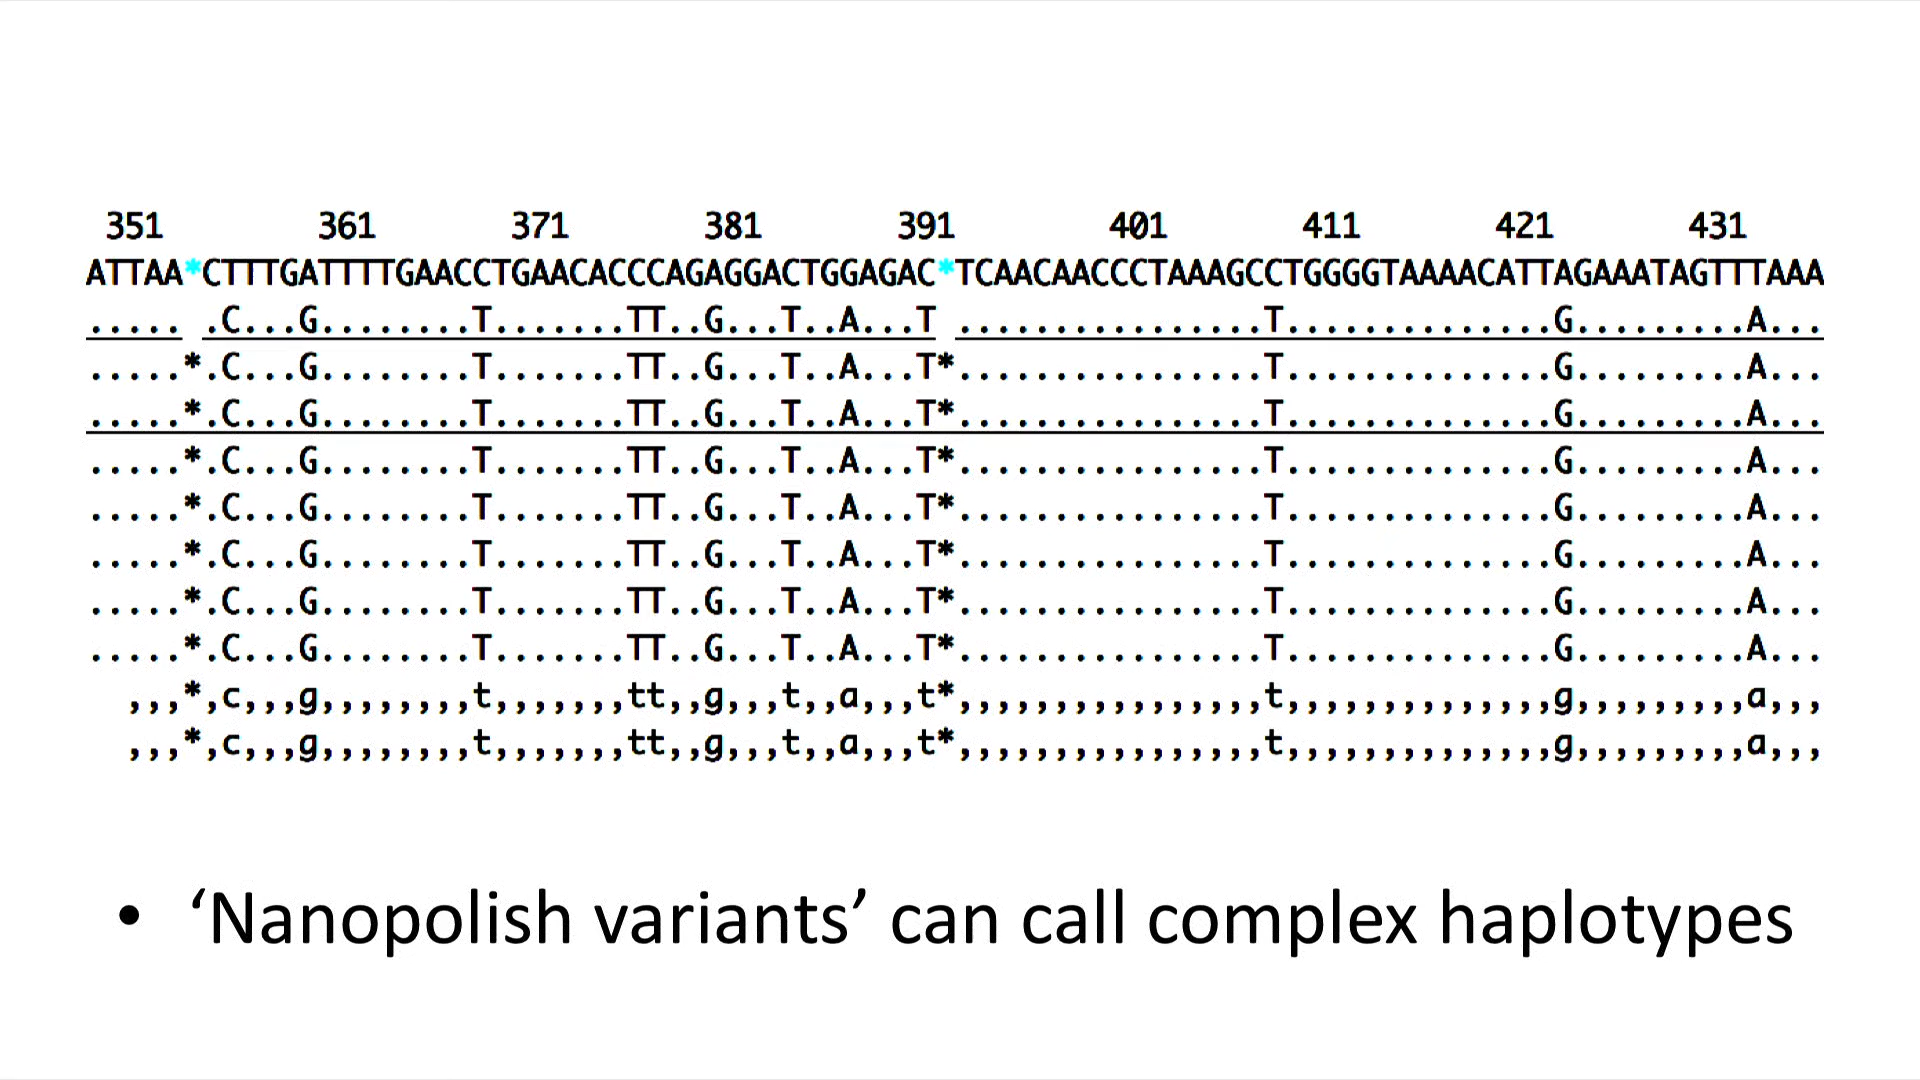 351 361 371 381 391 401 411 421 431
ATTAA*CTTTGATTTTGAACCTGAACACCCAGAGGACTGGAGAC*TCAACAACCCTAAAGCCTGGGGTAAAACATTAGAAATAGTTTAAA
..... .C...G........T.......TT..G...T..A...T ................T..............G.........A...
.....*.C...G........T.......TT..G...T..A...T*................T..............G.........A...
.....*.C...G........T.......TT..G...T..A...T*................T..............G.........A...
.....*.C...G........T.......TT..G...T..A...T*................T..............G.........A...
.....*.C...G........T.......TT..G...T..A...T*................T..............G.........A...
.....*.C...G........T.......TT..G...T..A...T*................T..............G.........A...
.....*.C...G........T.......TT..G...T..A...T*................T..............G.........A...
.....*.C...G........T.......TT..G...T..A...T*................T..............G.........A...
,,,*,c,,,g,,,,,,,,t,,,,,,,tt,,g,,,t,,a,,,t*,,,,,,,,,,,,,,,,t,,,,,,,,,,,,,,g,,,,,,,,,a,,,
,,,*,c,,,g,,,,,,,,t,,,,,,,tt,,g,,,t,,a,,,t*,,,,,,,,,,,,,,,,t,,,,,,,,,,,,,,g,,,,,,,,,a,,,
• ‘Nanopolish variants’ can call complex haplotypes